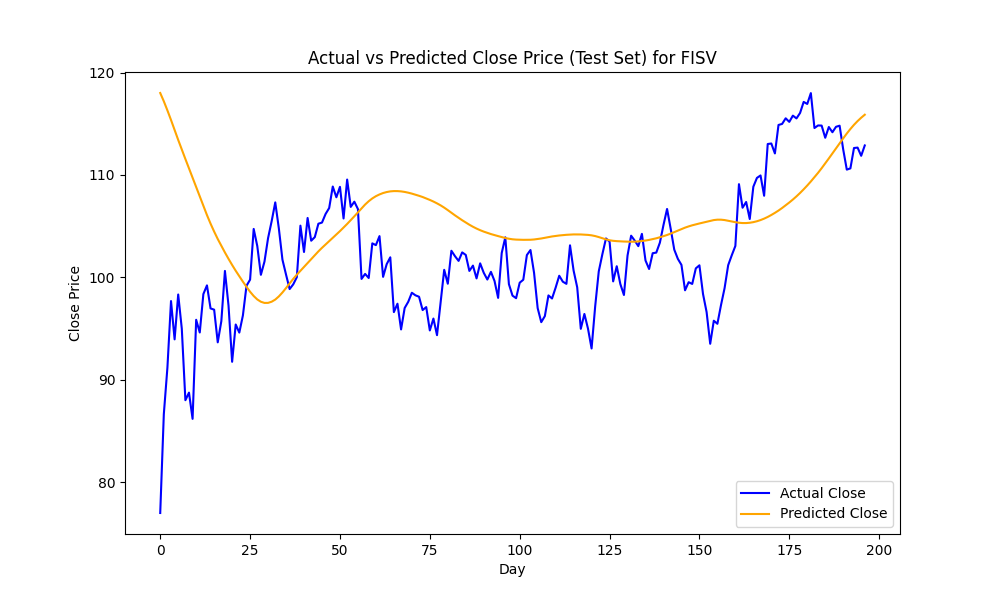 Actual vs Predicted Close Price (Test Set) for FISV
Close Price
120
110
100
90
80
0 25 50 75 100 125 150 175 200
Day
Actual Close
Predicted Close